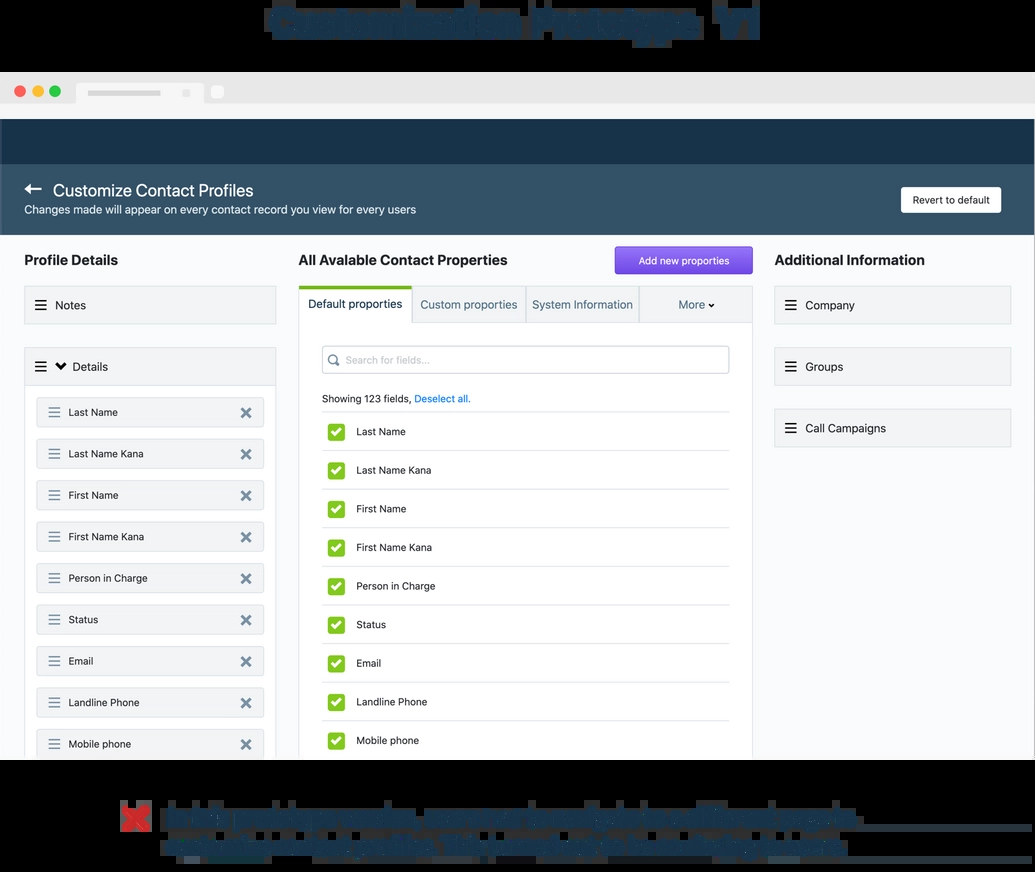 Customization Prototype V1
Customize Contact Profiles
Changes made will appear on every contact record you view for every users
Revert to default
Profile Details
All Avalable Contact Properties
Add new proporties
Additional Information
Notes
Default proporties
Custom proporties
System Information
More
Company
Search for fields...
Details
Groups
Showing 123 fields, Deselect all.
Last Name
Last Name
Call Campaigns
Last Name Kana
Last Name Kana
First Name
First Name
First Name Kana
First Name Kana
Person in Charge
Person in Charge
Status
Status
Email
Email
Landline Phone
Landline Phone
Mobile phone
Mobile phone